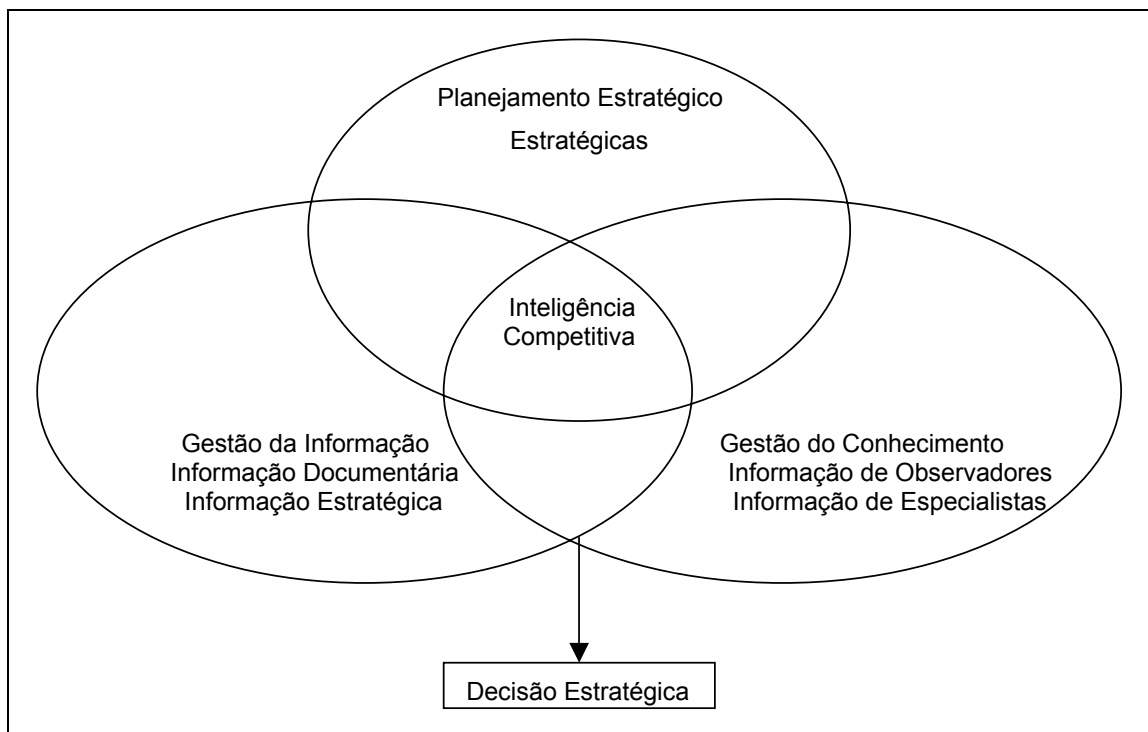 Planejamento Estratégico
Estratégicas
Inteligência
Competitiva
Gestão da Informação
Informação Documentária
Informação Estratégica
Gestão do Conhecimento
Informação de Observadores
Informação de Especialistas
Decisão Estratégica